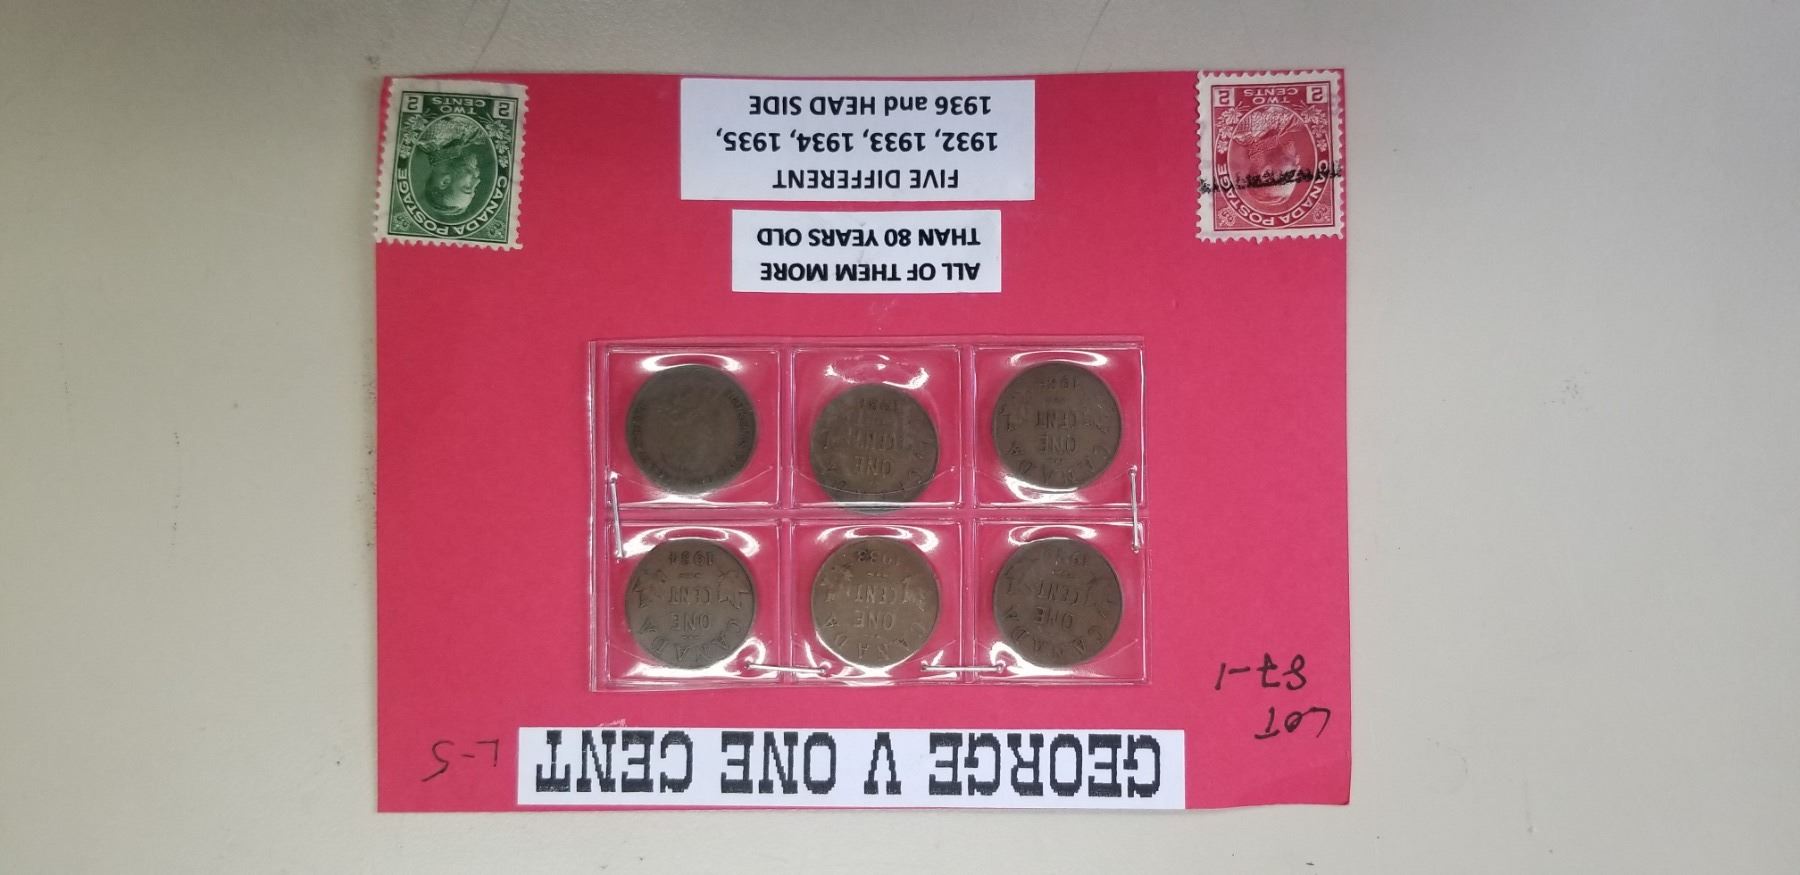 GEORGE V ONE CENT
L-5
LOT
87-1
ONE
CENT
CANADA
ONE
CENT
1933
CANADA
ONE
CENT
1934
CANADA
ONE
CENT
CANADA
ONE
CENT
ALL OF THEM MORE
THAN 80 YEARS OLD
FIVE DIFFERENT
1932, 1933, 1934, 1935,
1936 and HEAD SIDE
CANADA POSTAGE
2 TWO CENTS 2
CANADA POSTAGE
2 TWO CENTS 2